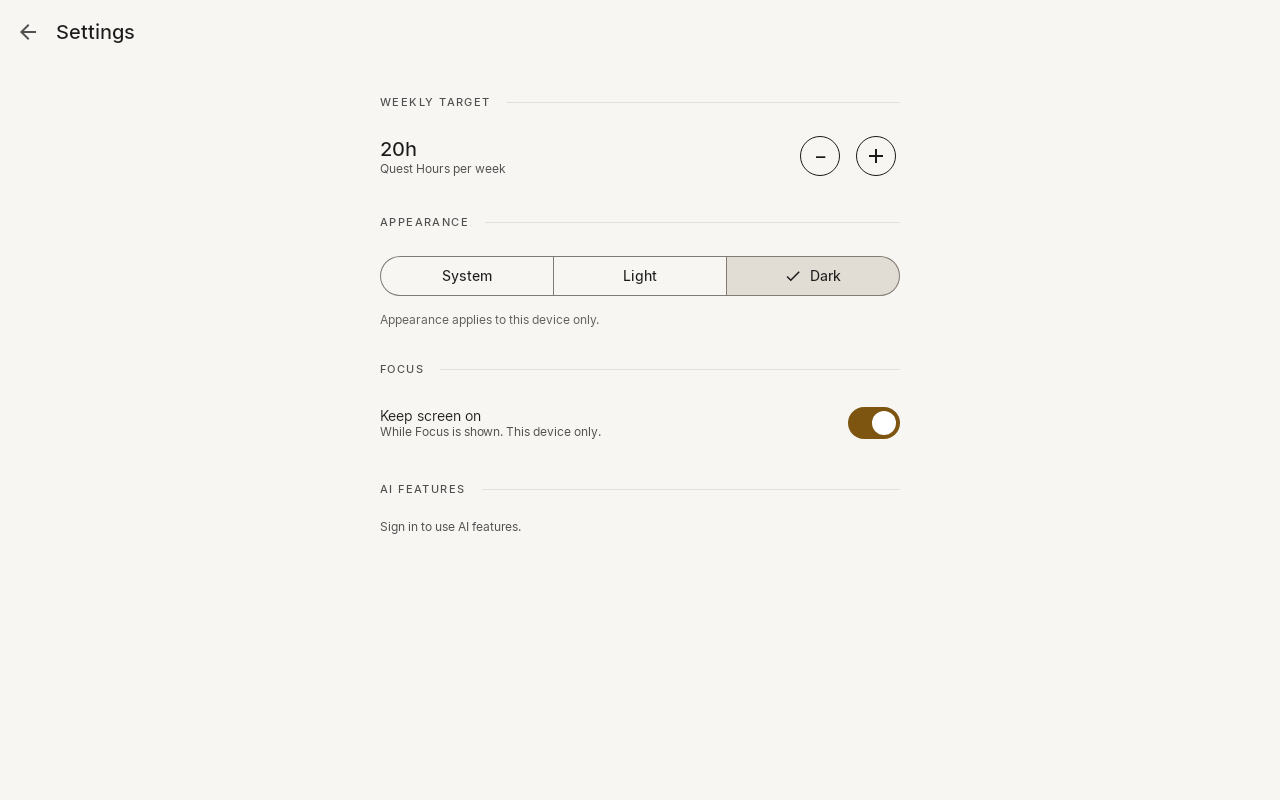 Settings
WEEKLY TARGET
20h
Quest Hours per week
APPEARANCE
System
Light
Dark
Appearance applies to this device only.
FOCUS
Keep screen on
While Focus is shown. This device only.
AI FEATURES
Sign in to use AI features.